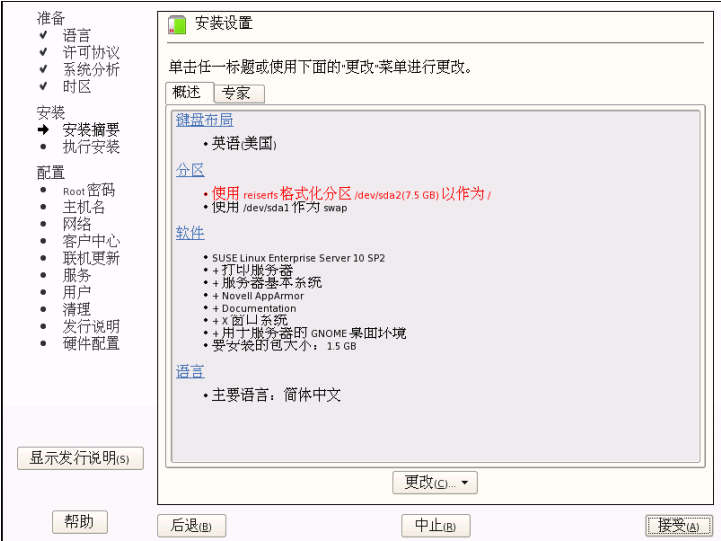 准备
语言
许可协议
系统分析
时区
安装
安装摘要
执行安装
配置
Root 密码
主机名
网络
客户中心
联机更新
服务
用户
清理
发行说明
硬件配置
显示发行说明(S)
帮助
安装设置
单击任一标题或使用下面的"更改"菜单进行更改。
概述 专家
键盘布局
• 英语(美国)
分区
• 使用 reiserfs 格式化分区 /dev/sda2(7.5 GB) 以作为 /
• 使用 /dev/sda1 作为 swap
软件
• SUSE Linux Enterprise Server 10 SP2
• + 打印服务器
• + 服务器基本系统
• + Novell AppArmor
• + Documentation
• + X 窗口系统
• + 用于服务器的 GNOME 桌面环境
• 要安装的包大小： 1.5 GB
语言
• 主要语言：简体中文
更改(C)...
后退(B) 中止(R) 接受(A)